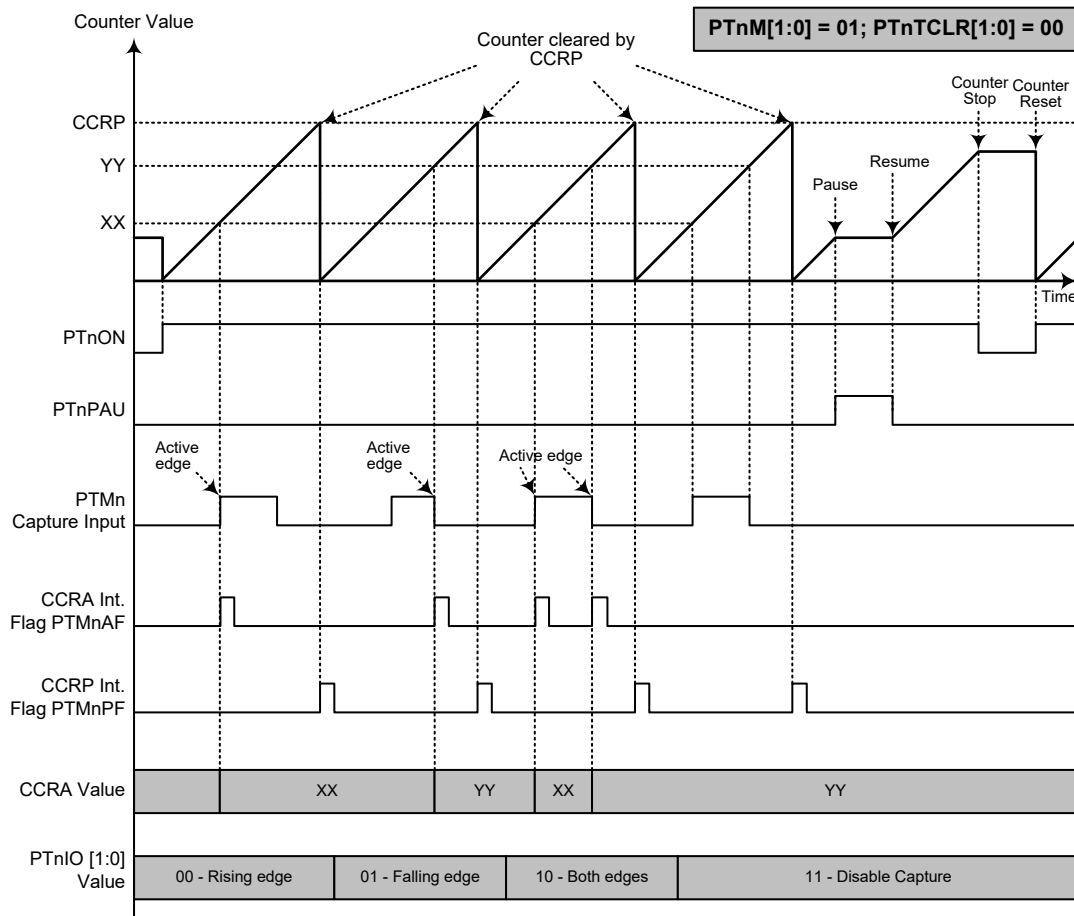 Counter Value
PTnM[1:0] = 01; PTnTCLR[1:0] = 00
Counter cleared by
CCRP
Counter
Stop
Counter
Reset
CCRP
YY
Resume
Pause
XX
Time
PTnON
PTnPAU
Active
edge
Active
edge
Active edge
PTMn
Capture Input
CCRA Int.
Flag PTMnAF
CCRP Int.
Flag PTMnPF
CCRA Value
XX
YY
XX
YY
PTnIO [1:0]
Value
00 - Rising edge
01 - Falling edge
10 - Both edges
11 - Disable Capture